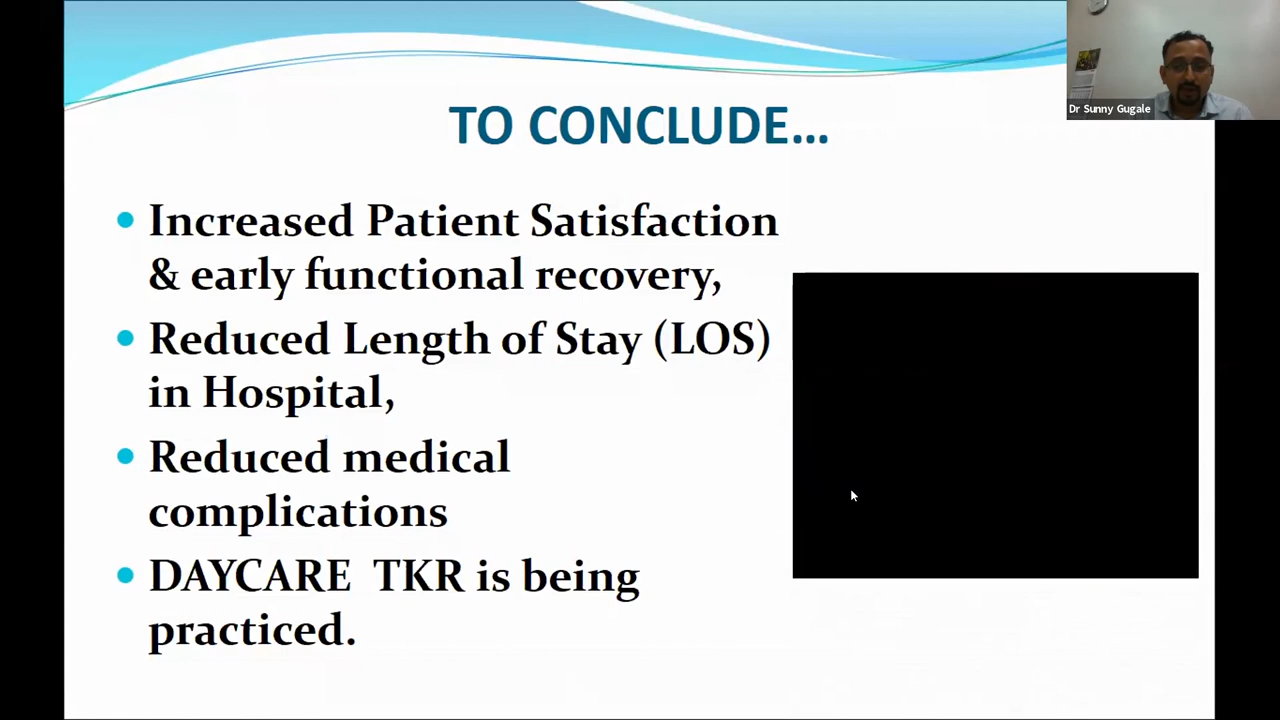 Dr Sunny Gugale
TO CONCLUDE...
• Increased Patient Satisfaction
& early functional recovery,
• Reduced Length of Stay (LOS)
in Hospital,
• Reduced medical
complications
• DAYCARE TKR is being
practiced.